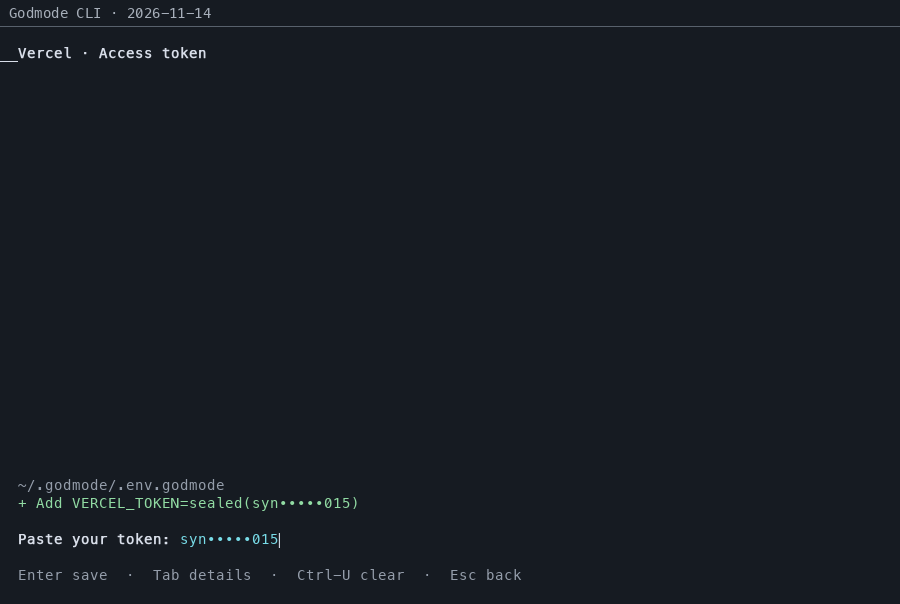 Godmode CLI · 2026−11−14
__Vercel · Access token
~/.godmode/.env.godmode
+ Add VERCEL_TOKEN=sealed(syn•••••015)
Paste your token: syn•••••015
Enter save · Tab details · Ctrl−U clear · Esc back